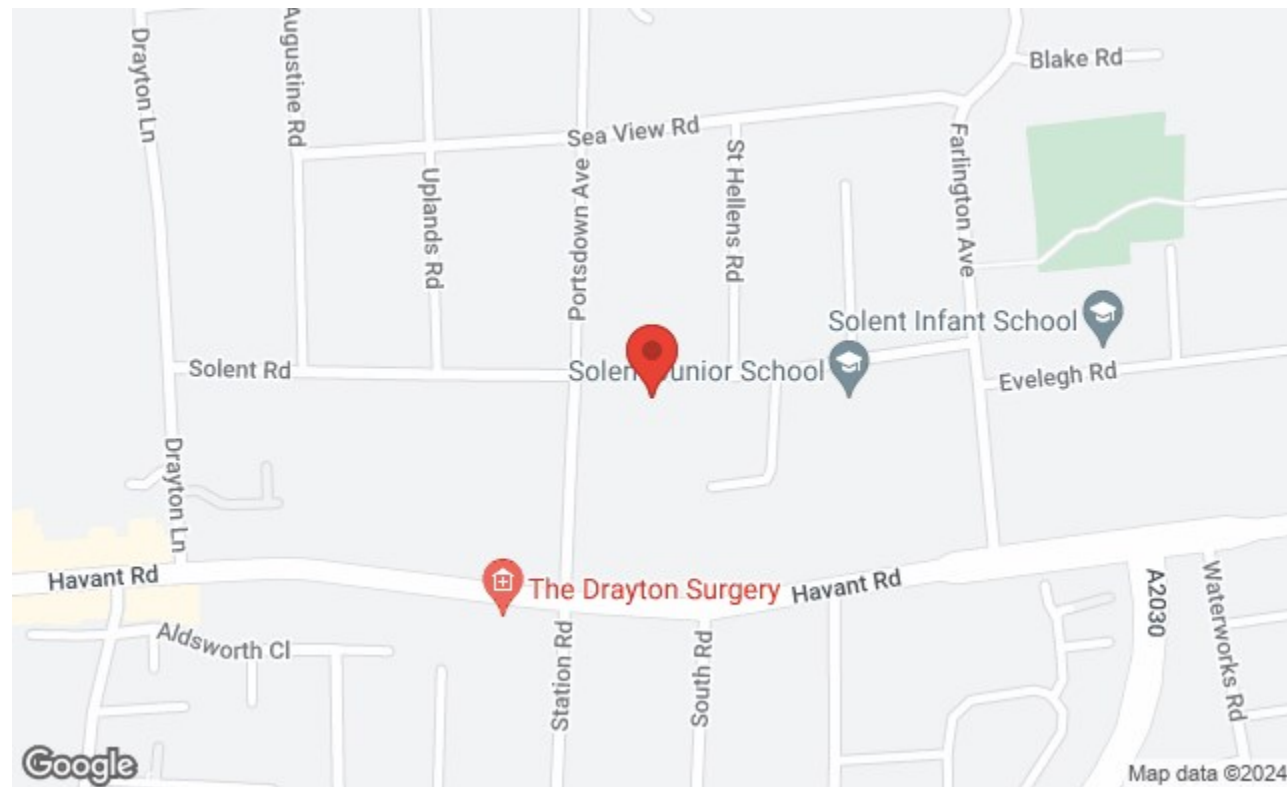 Drayton Ln
Augustine Rd
Blake Rd
Sea View Rd
Uplands Rd
Portsdown Ave
St Hellens Rd
Farlington Ave
Solent Infant School
Solent Rd
Junior School
Evelegh Rd
Drayton Ln
Havant Rd
The Drayton Surgery
Havant Rd
A2030
Waterworks Rd
Aldsworth Cl
Station Rd
South Rd
Google
Map data ©2024